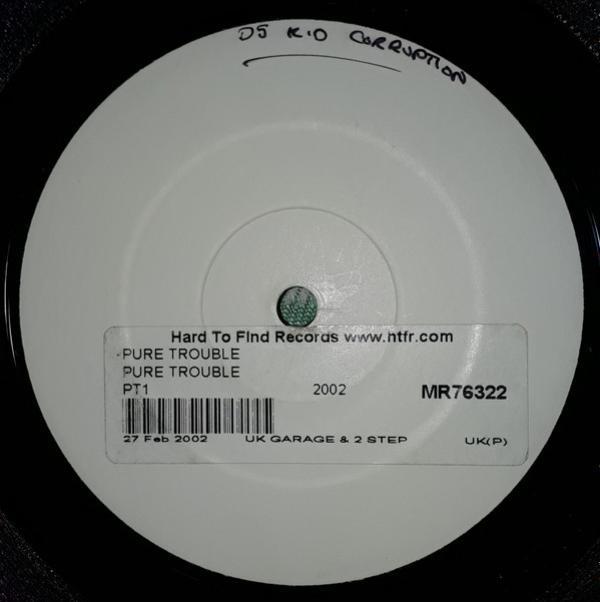 DJ K.O CORRUPTION
Hard To Find Records www.htfr.com
PURE TROUBLE
PURE TROUBLE
PT1 2002 MR76322
27 Feb 2002 UK GARAGE & 2 STEP UK(P)